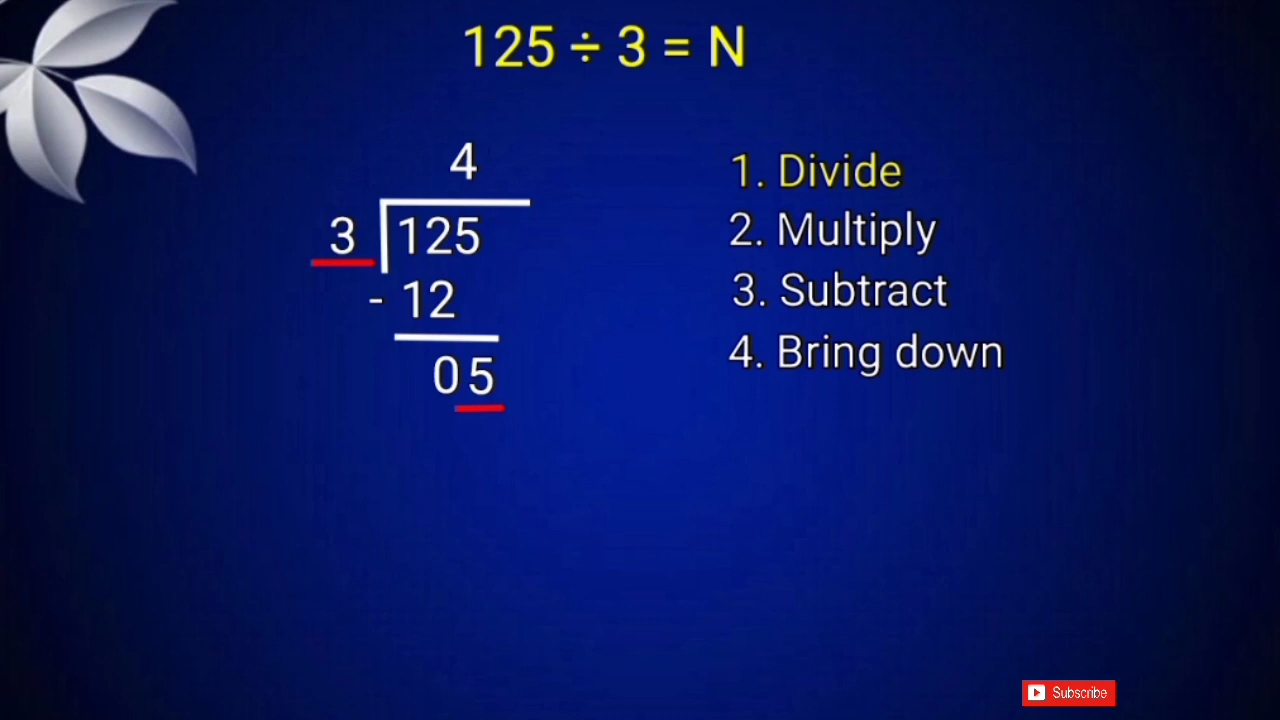 125 ÷ 3 = N
4
3 125
- 12
05
1. Divide
2. Multiply
3. Subtract
4. Bring down
Subscribe